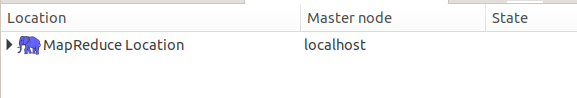 Location Master node State
MapReduce Location localhost